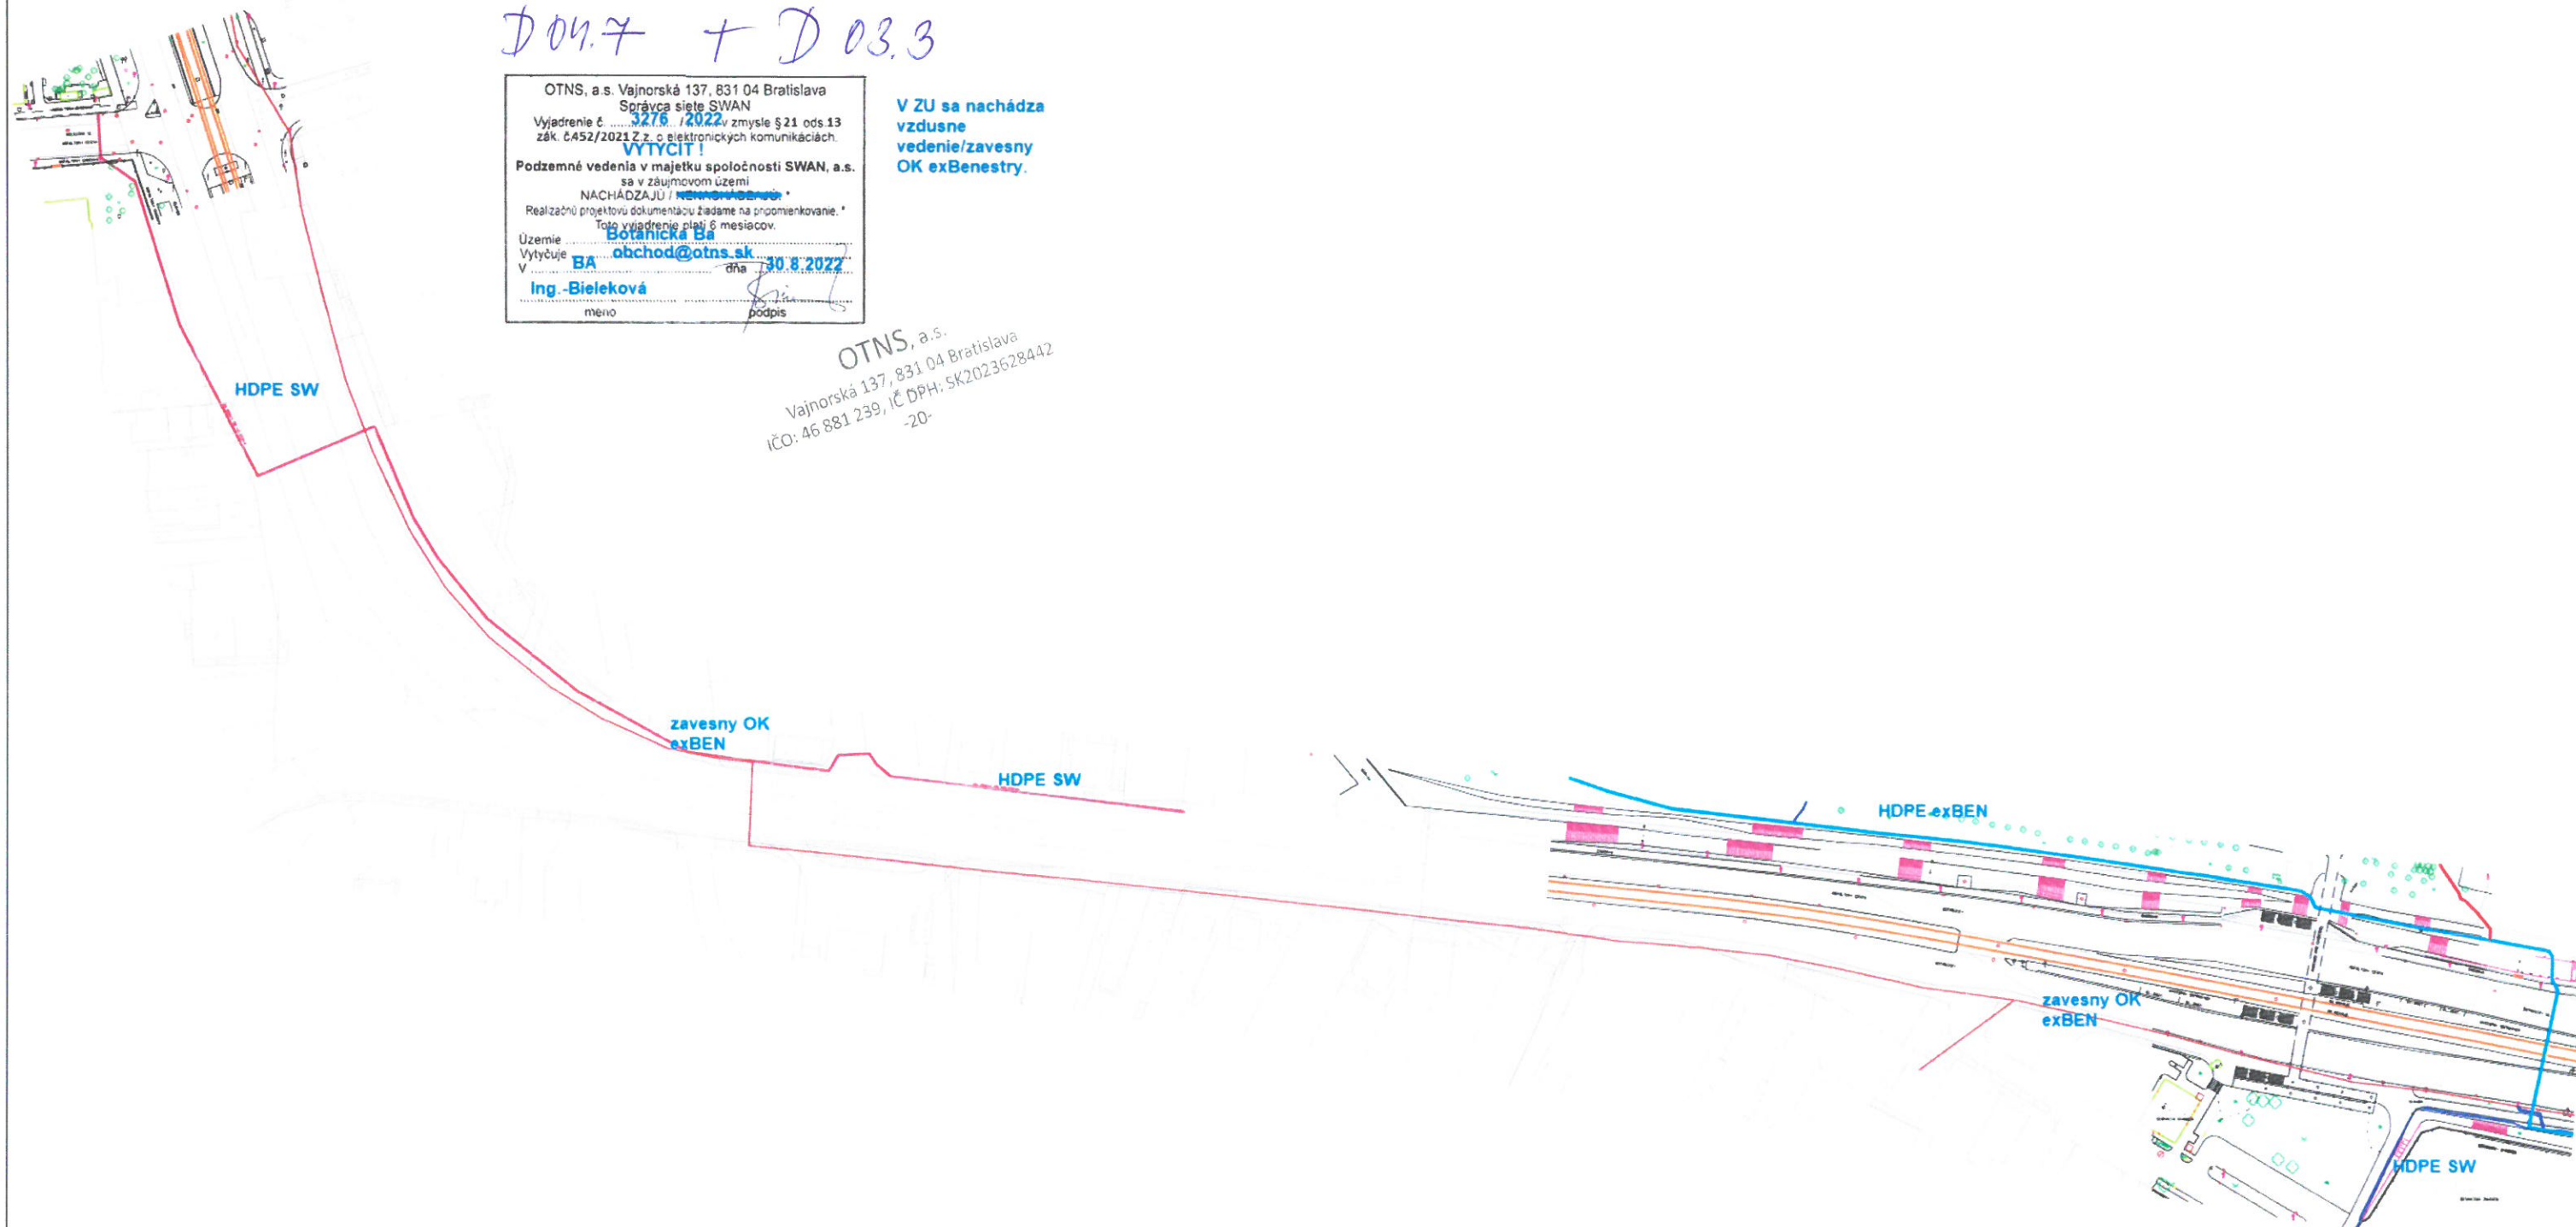 D04.7 + D 03.3
OTNS, a.s. Vajnorská 137, 831 04 Bratislava
Správca siete SWAN
Vyjadrenie č. 3276 / 2022 v zmysle § 21 ods.13
zák. č.452/2021 Z.z. o elektronických komunikáciách.
VYTYCIT !
Podzemné vedenia v majetku spoločnosti SWAN, a.s.
sa v záujmovom území
NACHÁDZAJÚ / NENACHÁDZAJÚ. *
Realizačnú projektovú dokumentáciu žiadame na pripomienkovanie. *
Toto vyjadrenie platí 6 mesiacov.
Územie Botanická Ba
Vytyčuje obchod@otns.sk
V BA dňa 30.8.2022
Ing.-Bieleková
meno podpis
V ZU sa nachádza
vzdusne
vedenie/zavesny
OK exBenestry.
OTNS, a.s.
Vajnorská 137, 831 04 Bratislava
IČO: 46 881 239, IČ DPH: SK2023628442
-20-
HDPE SW
zavesny OK
exBEN
HDPE SW
HDPE exBEN
zavesny OK
exBEN
HDPE SW